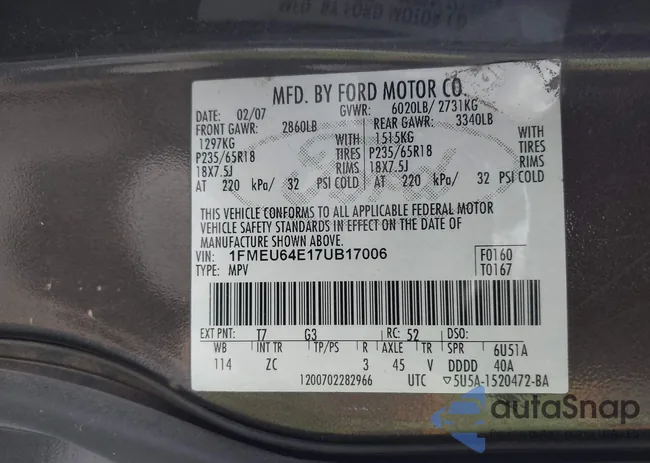 MFD. BY FORD MOTOR CO.
DATE: 02/07 GVWR: 6020LB/ 2731KG
FRONT GAWR: 2860LB REAR GAWR: 3340LB
1297KG 1515KG
P235/65R18 TIRES P235/65R18 TIRES
18X7.5J RIMS 18X7.5J RIMS
AT 220 kPa/ 32 PSI COLD AT 220 kPa/ 32 PSI COLD
THIS VEHICLE CONFORMS TO ALL APPLICABLE FEDERAL MOTOR
VEHICLE SAFETY STANDARDS IN EFFECT ON THE DATE OF
MANUFACTURE SHOWN ABOVE.
VIN: 1FMEU64E17UB17006 F0160
TYPE: MPV T0167
EXT PNT: T7 G3 RC: 52 DSO:
WB INT TR TP/PS R AXLE TR SPR 6U51A
114 ZC 3 45 V DDDD 40A
1200702282966 UTC 5U5A-1520472-BA
autoSnap